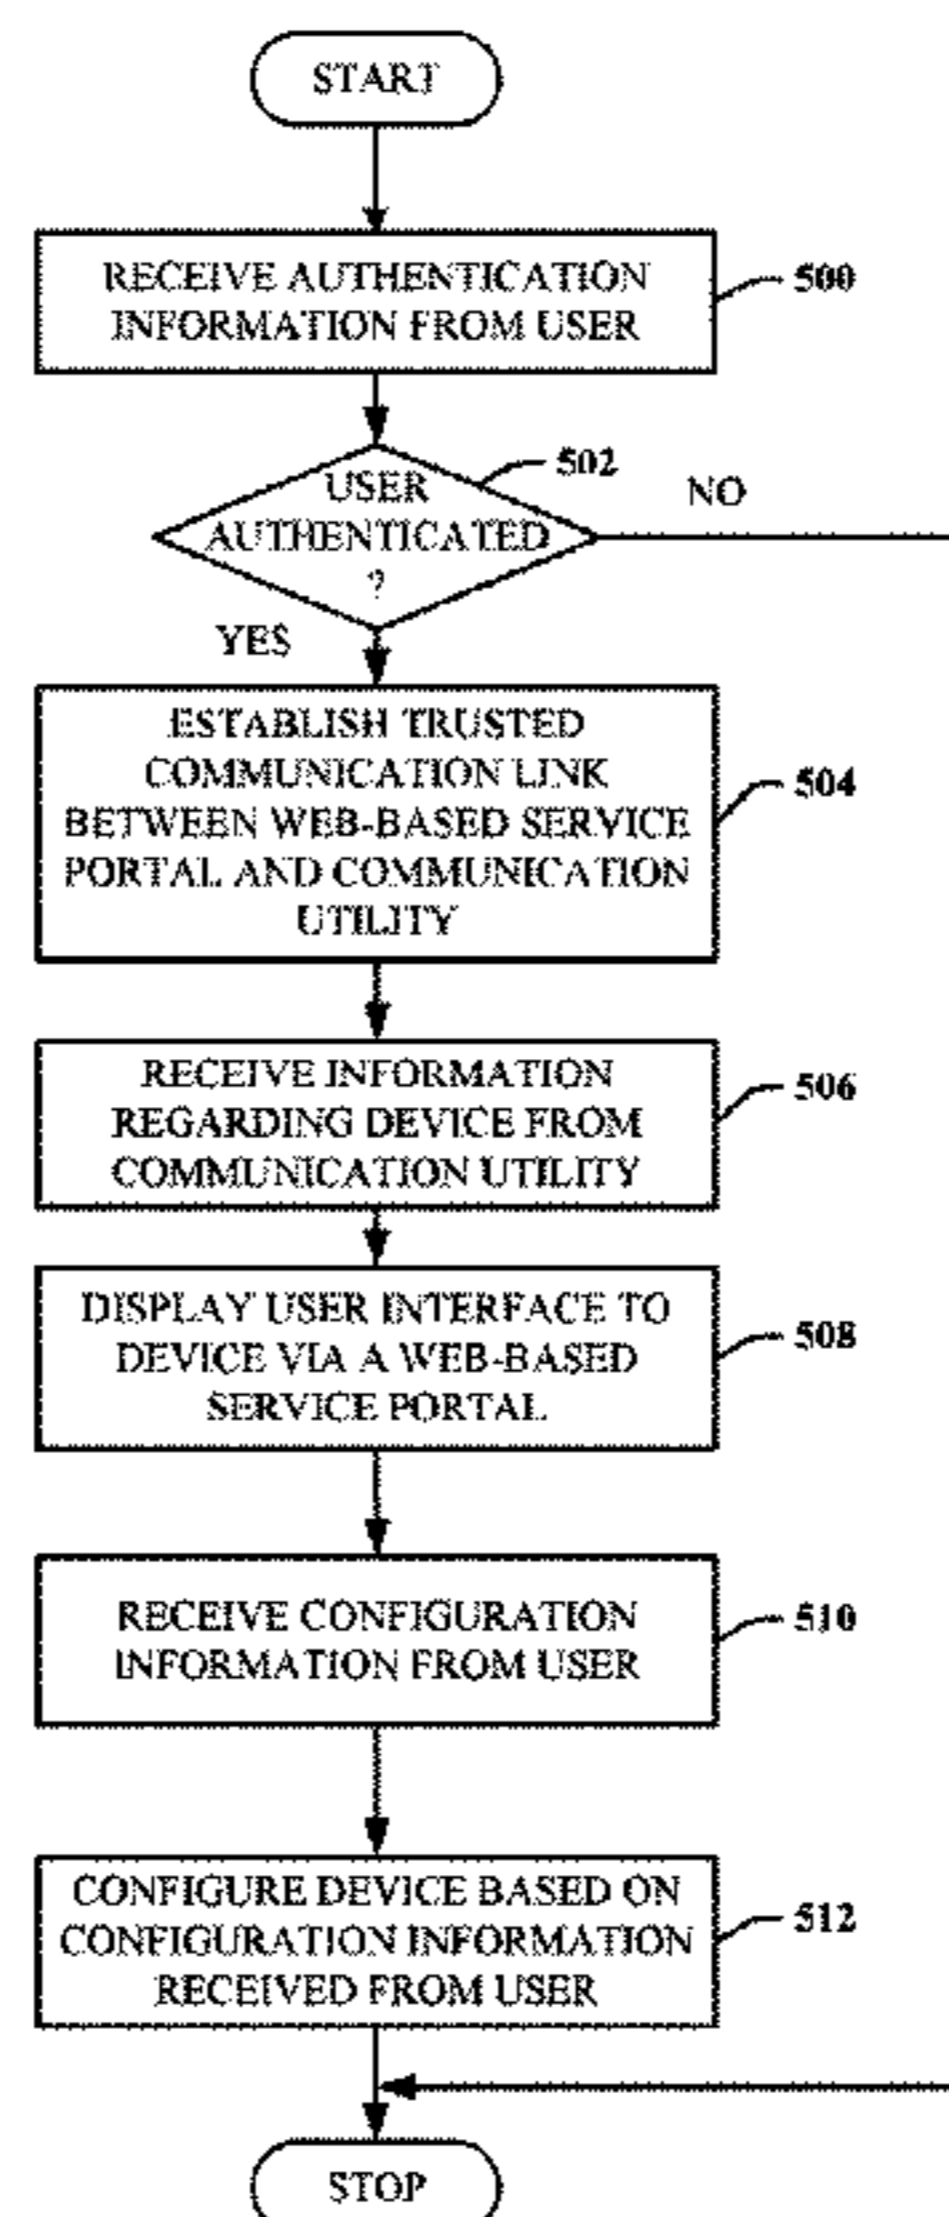 START
RECEIVE AUTHENTICATION
INFORMATION FROM USER
500
502
USER
AUTHENTICATED
?
NO
YES
ESTABLISH TRUSTED
COMMUNICATION LINK
BETWEEN WEB-BASED SERVICE
PORTAL AND COMMUNICATION
UTILITY
504
RECEIVE INFORMATION
REGARDING DEVICE FROM
COMMUNICATION UTILITY
506
DISPLAY USER INTERFACE TO
DEVICE VIA A WEB-BASED
SERVICE PORTAL
508
RECEIVE CONFIGURATION
INFORMATION FROM USER
510
CONFIGURE DEVICE BASED ON
CONFIGURATION INFORMATION
RECEIVED FROM USER
512
STOP